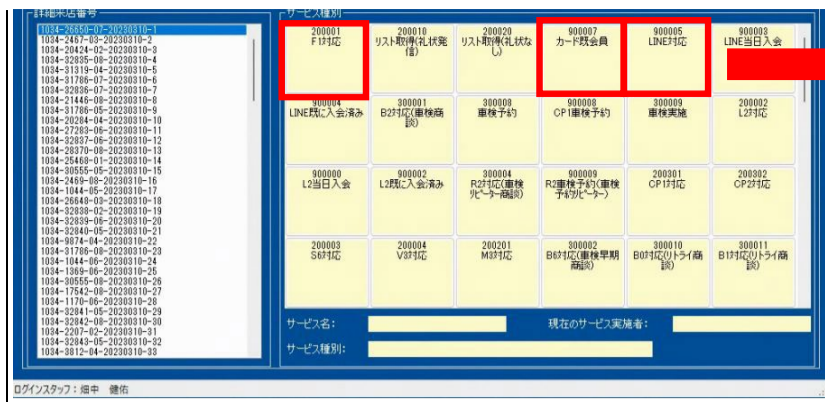 詳細来店番号
1034-26650-07-20230310-1
1034-2467-03-20230310-2
1034-20424-02-20230310-3
1034-32835-08-20230310-4
1034-31319-04-20230310-5
1034-31786-07-20230310-6
1034-32836-07-20230310-7
1034-21446-08-20230310-8
1034-31786-05-20230310-9
1034-20284-04-20230310-10
1034-27283-06-20230310-11
1034-32837-06-20230310-12
1034-28370-08-20230310-13
1034-25468-01-20230310-14
1034-30555-05-20230310-15
1034-2469-08-20230310-16
1034-1044-05-20230310-17
1034-26648-03-20230310-18
1034-32838-02-20230310-19
1034-32839-06-20230310-20
1034-32840-05-20230310-21
1034-9874-04-20230310-22
1034-31786-08-20230310-23
1034-1044-06-20230310-24
1034-1369-06-20230310-25
1034-30555-08-20230310-26
1034-17542-08-20230310-27
1034-1170-06-20230310-28
1034-32841-05-20230310-29
1034-32842-08-20230310-30
1034-2207-02-20230310-31
1034-32843-05-20230310-32
1034-3812-04-20230310-33
サービス種別
200001
F1対応
200010
リスト取得(礼状発
信)
200020
リスト取得(礼状な
し)
900007
カード既会員
900005
LINE対応
900003
LINE当日入会
900004
LINE既に入会済み
300001
B2対応(車検商
談)
300008
車検予約
900008
CP1車検予約
300009
車検実施
200002
L2対応
900000
L2当日入会
900002
L2既に入会済み
300004
R2対応(車検
リピーター商談)
900009
R2車検予約(車検
予約リピーター)
200301
CP1対応
200302
CP2対応
200003
S6対応
200004
V3対応
200201
M3対応
300002
B6対応(車検早期
商談)
300010
B0対応(リトライ商
談)
300011
B1対応(リトライ商
談)
サービス名:
現在のサービス実施者:
サービス種別:
ログインスタッフ:畑中 健佑